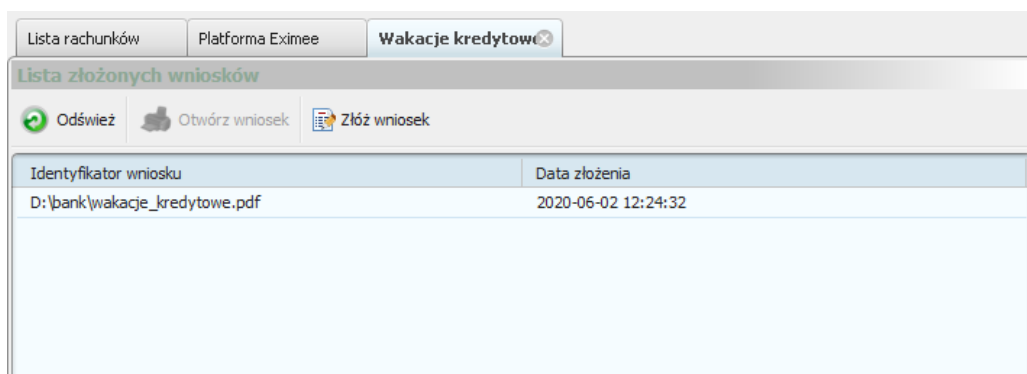 Lista rachunków Platforma Eximee Wakacje kredytowe
Lista złożonych wniosków
Odśwież Otwórz wniosek Złóż wniosek
Identyfikator wniosku Data złożenia
D:\bank\wakacje_kredytowe.pdf 2020-06-02 12:24:32